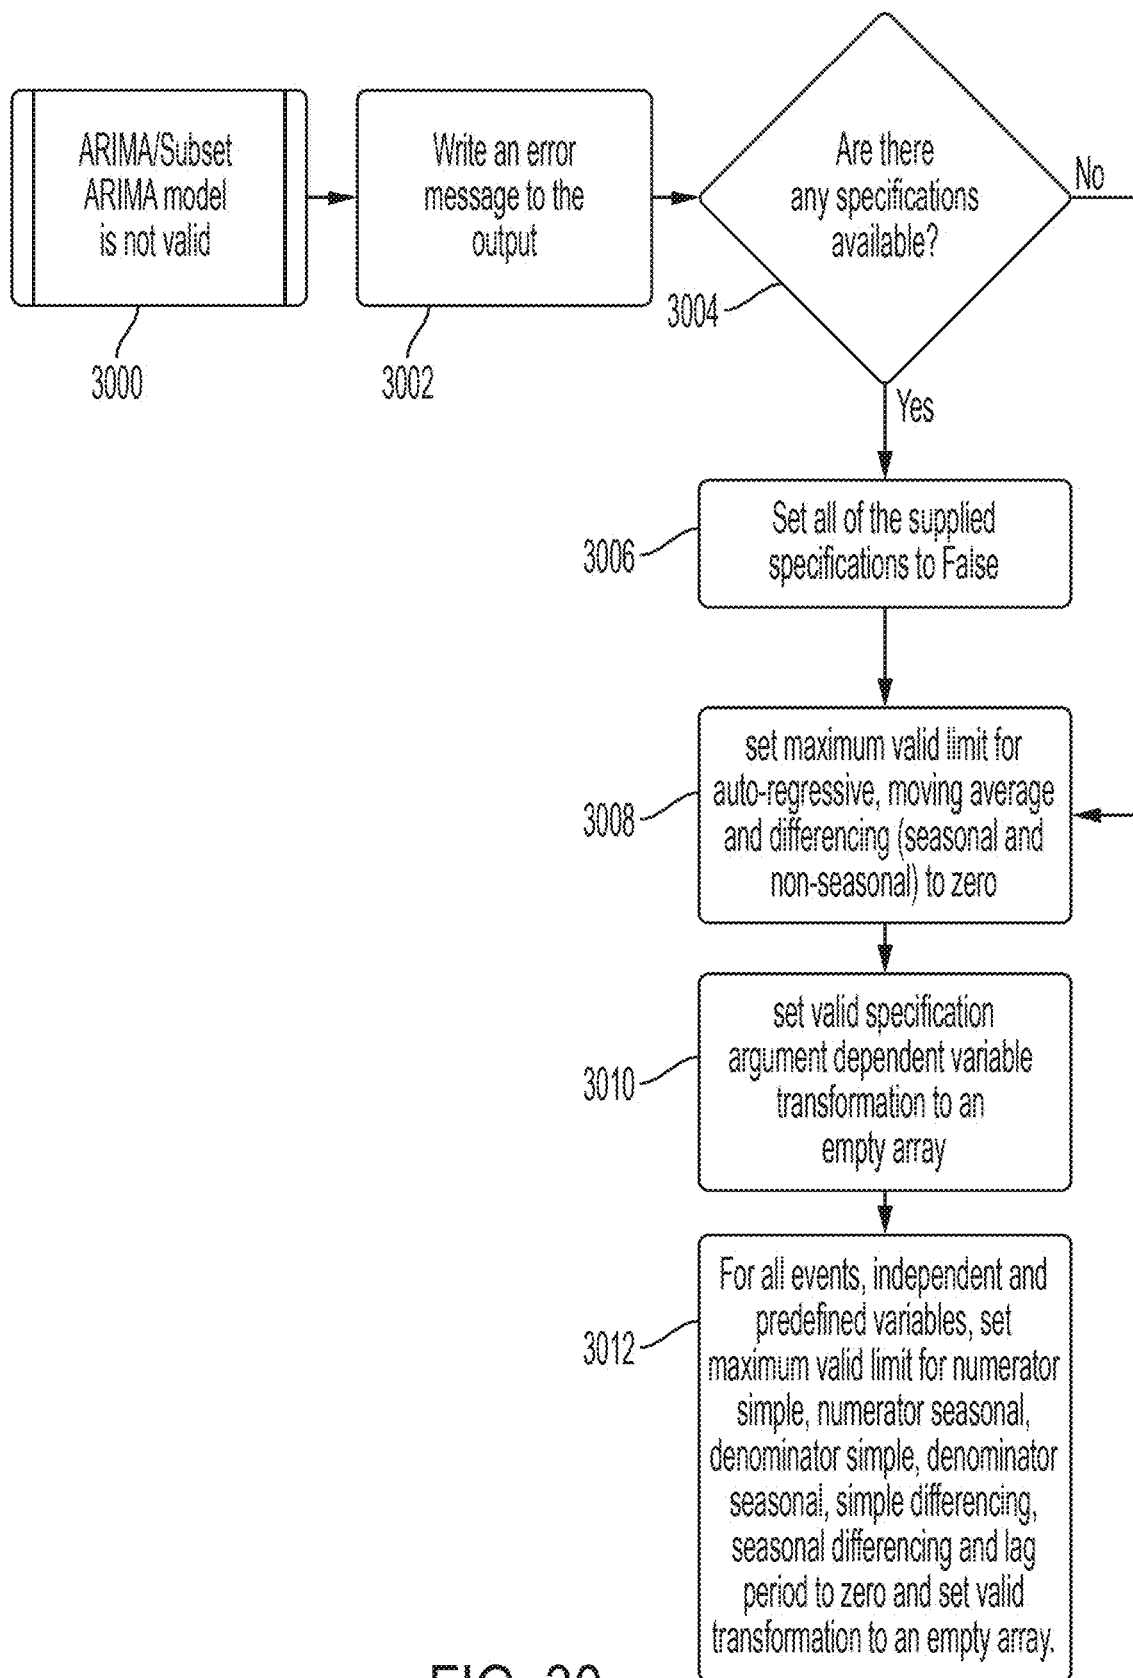 ARIMA/Subset
ARIMA model
is not valid
3000
Write an error
message to the
output
3002
Are there
any specifications
available?
3004
No
Yes
Set all of the supplied
specifications to False
3006
set maximum valid limit for
auto-regressive, moving average
and differencing (seasonal and
non-seasonal) to zero
3008
set valid specification
argument dependent variable
transformation to an
empty array
3010
For all events, independent and
predefined variables, set
maximum valid limit for numerator
simple, numerator seasonal,
denominator simple, denominator
seasonal, simple differencing,
seasonal differencing and lag
period to zero and set valid
transformation to an empty array.
3012
FIG. 30